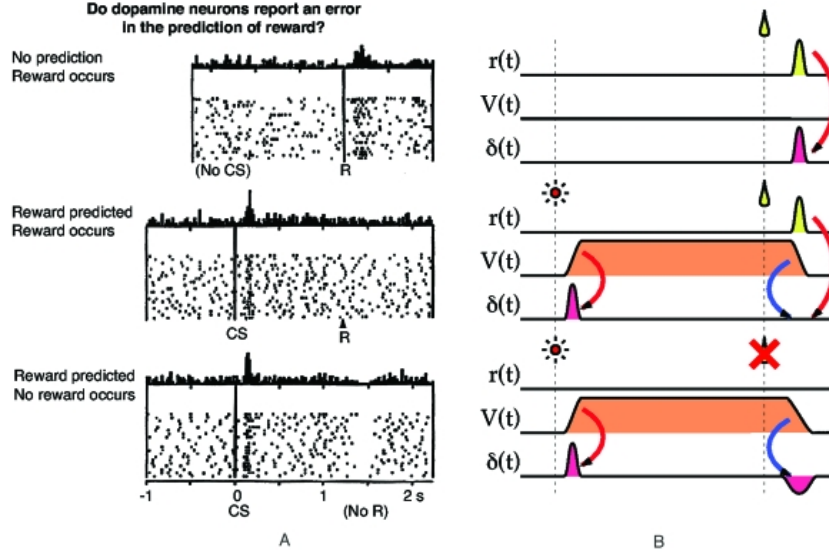 Do dopamine neurons report an error
in the prediction of reward?
No prediction
Reward occurs
(No CS)
R
Reward predicted
Reward occurs
CS
R
Reward predicted
No reward occurs
-1
0
1
2 s
CS
(No R)
A
r(t)
V(t)
δ(t)
r(t)
V(t)
δ(t)
r(t)
V(t)
δ(t)
B